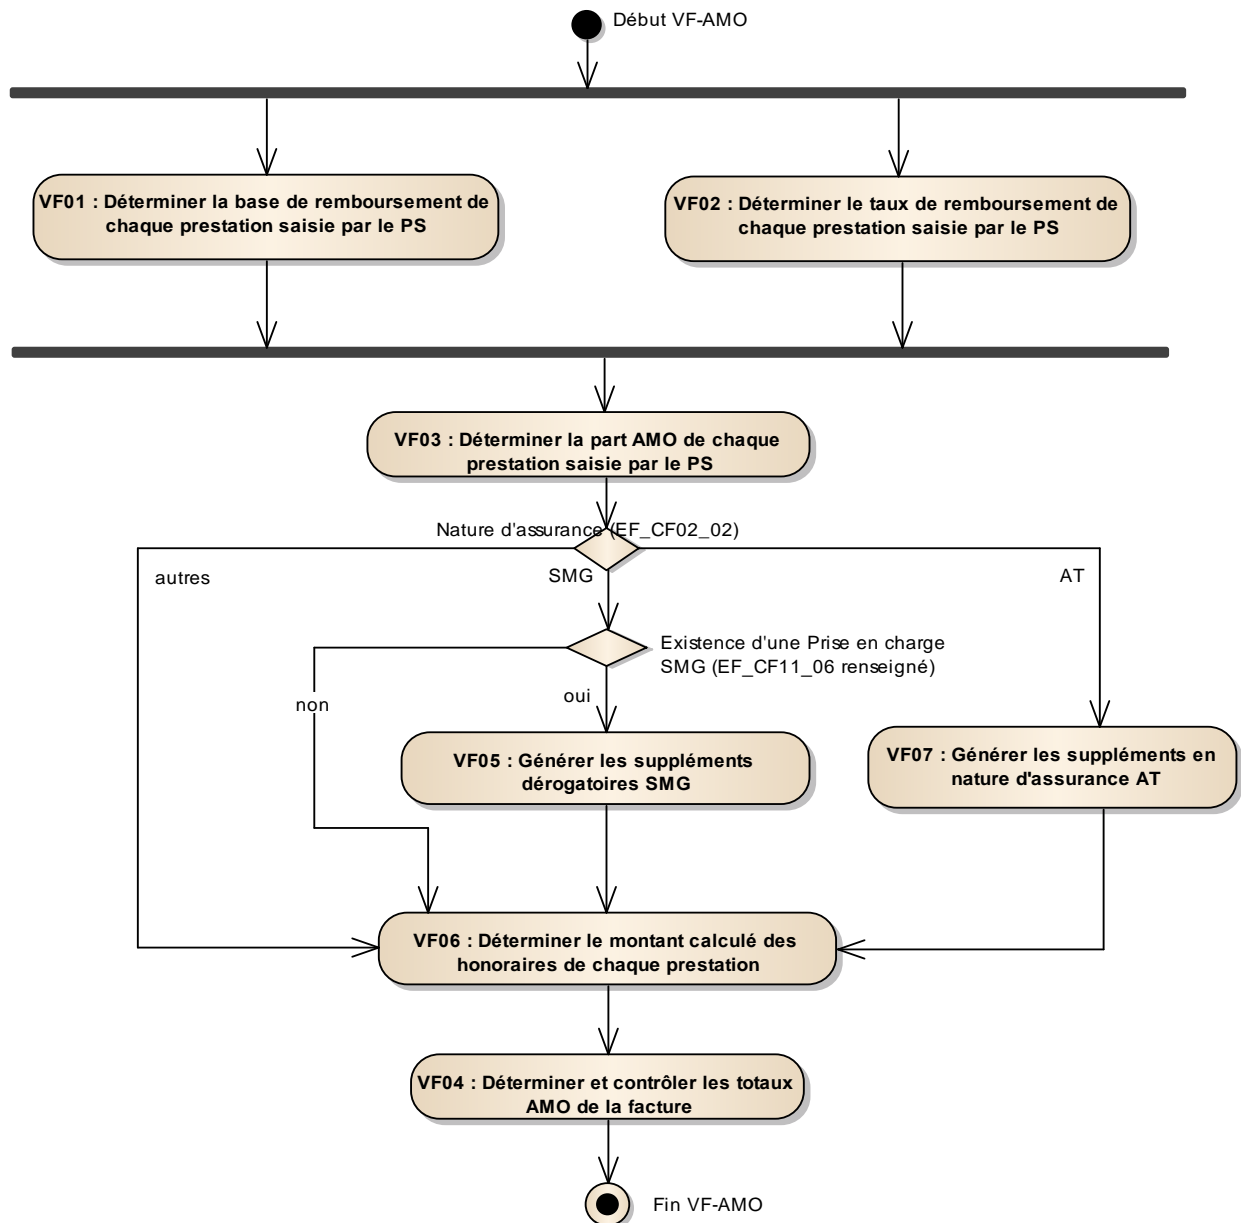 Début VF-AMO
VF01 : Déterminer la base de remboursement de
chaque prestation saisie par le PS
VF02 : Déterminer le taux de remboursement de
chaque prestation saisie par le PS
VF03 : Déterminer la part AMO de chaque
prestation saisie par le PS
Nature d'assurance (EF_CF02_02)
autres
SMG
AT
Existence d'une Prise en charge
SMG (EF_CF11_06 renseigné)
non
oui
VF05 : Générer les suppléments
dérogatoires SMG
VF07 : Générer les suppléments en
nature d'assurance AT
VF06 : Déterminer le montant calculé des
honoraires de chaque prestation
VF04 : Déterminer et contrôler les totaux
AMO de la facture
Fin VF-AMO